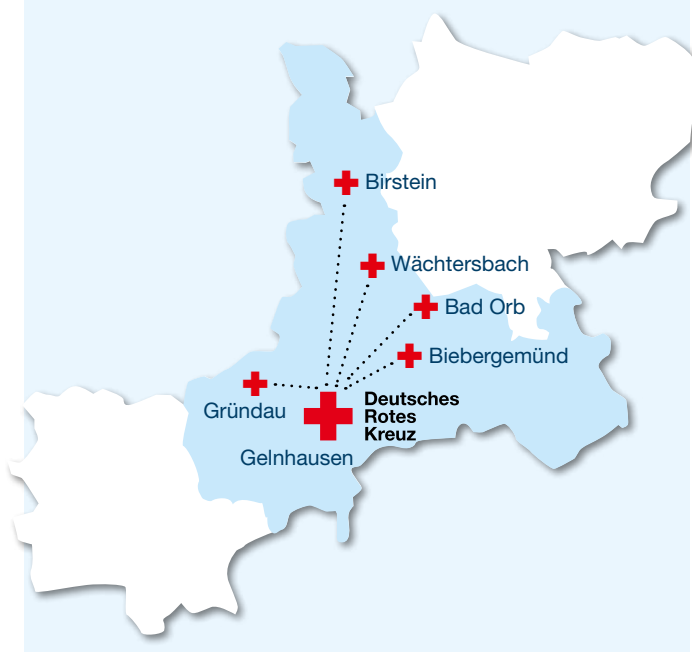 Birstein
Wächtersbach
Bad Orb
Biebergemünd
Gründau
Deutsches
Rotes
Kreuz
Gelnhausen